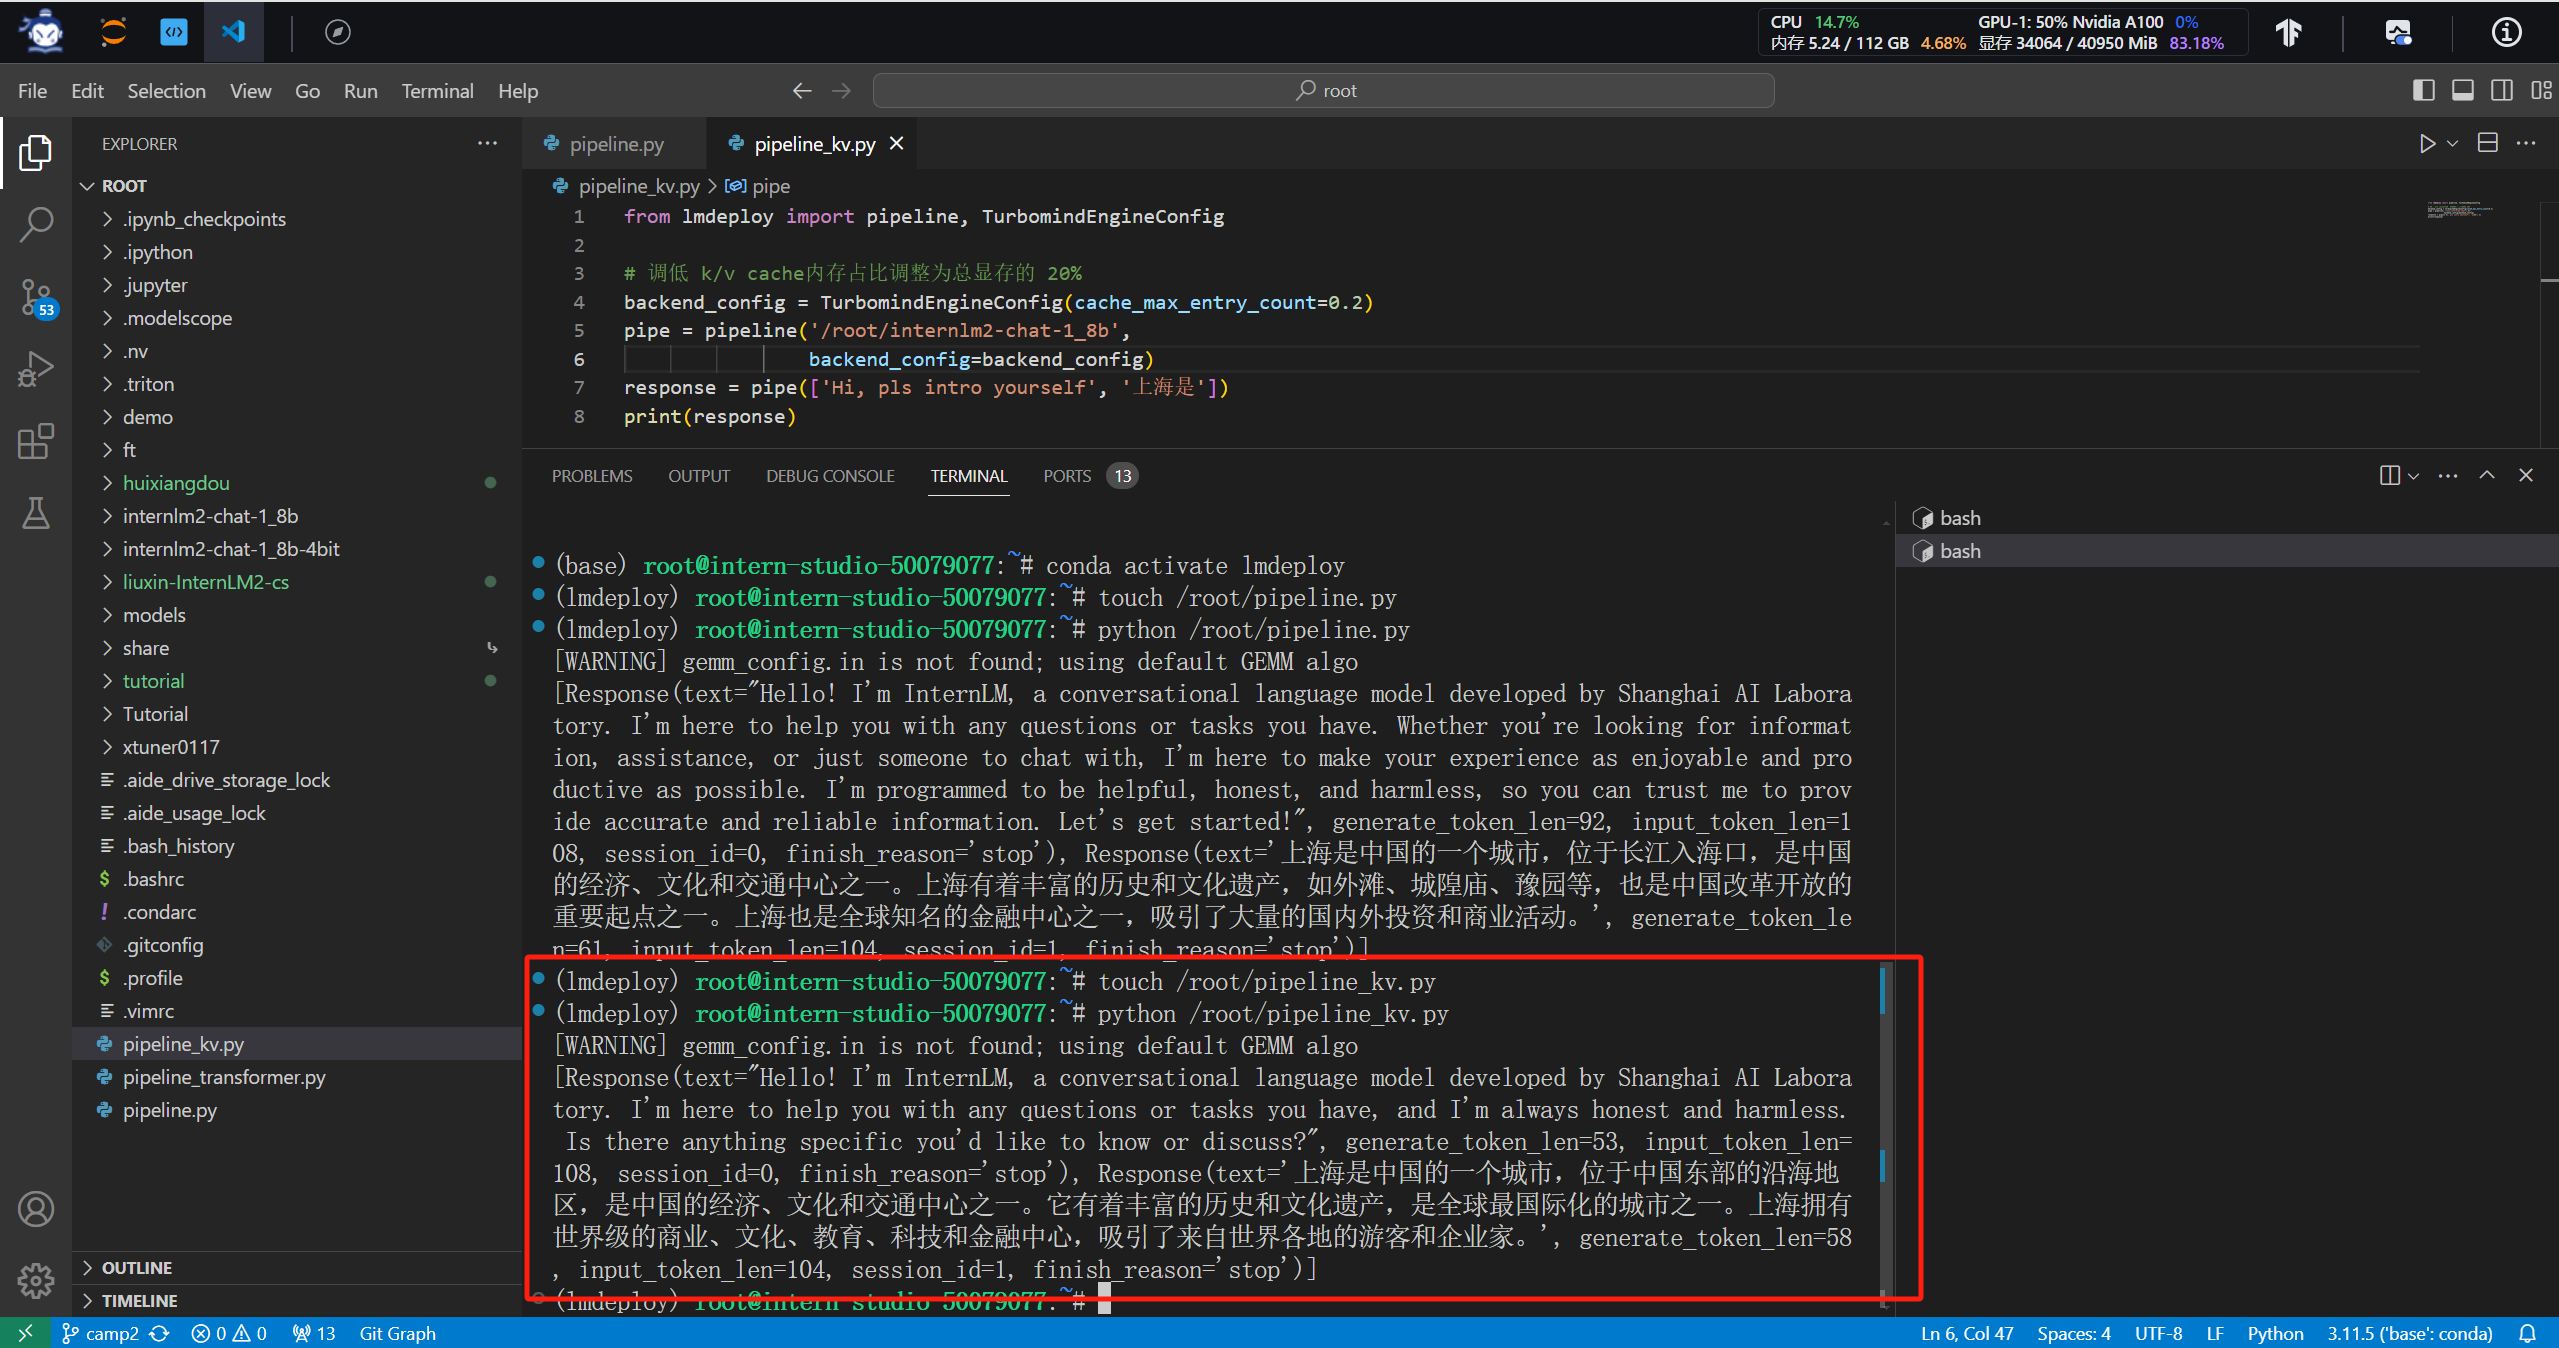 CPU 14.7% GPU-1: 50% Nvidia A100 0%
内存 5.24 / 112 GB 4.68% 显存 34064 / 40950 MiB 83.18%
File Edit Selection View Go Run Terminal Help
root
EXPLORER
ROOT
.ipynb_checkpoints
.ipython
.jupyter
.modelscope
.nv
.triton
demo
ft
huixiangdou
internlm2-chat-1_8b
internlm2-chat-1_8b-4bit
liuxin-InternLM2-cs
models
share
tutorial
Tutorial
xtuner0117
.aide_drive_storage_lock
.aide_usage_lock
.bash_history
.bashrc
.condarc
.gitconfig
.profile
.vimrc
pipeline_kv.py
pipeline_transformer.py
pipeline.py
OUTLINE
TIMELINE
53
pipeline.py pipeline_kv.py
pipeline_kv.py > pipe
1 from lmdeploy import pipeline, TurbomindEngineConfig
2
3 # 调低 k/v cache内存占比调整为总显存的 20%
4 backend_config = TurbomindEngineConfig(cache_max_entry_count=0.2)
5 pipe = pipeline('/root/internlm2-chat-1_8b',
6 backend_config=backend_config)
7 response = pipe(['Hi, pls intro yourself', '上海是'])
8 print(response)
PROBLEMS OUTPUT DEBUG CONSOLE TERMINAL PORTS 13
bash
bash
(base) root@intern-studio-50079077:~# conda activate lmdeploy
(lmdeploy) root@intern-studio-50079077:~# touch /root/pipeline.py
(lmdeploy) root@intern-studio-50079077:~# python /root/pipeline.py
[WARNING] gemm_config.in is not found; using default GEMM algo
[Response(text="Hello! I'm InternLM, a conversational language model developed by Shanghai AI Labora
tory. I'm here to help you with any questions or tasks you have. Whether you're looking for informat
ion, assistance, or just someone to chat with, I'm here to make your experience as enjoyable and pro
ductive as possible. I'm programmed to be helpful, honest, and harmless, so you can trust me to prov
ide accurate and reliable information. Let's get started!", generate_token_len=92, input_token_len=1
08, session_id=0, finish_reason='stop'), Response(text='上海是中国的一个城市，位于长江入海口，是中国
的经济、文化和交通中心之一。上海有着丰富的历史和文化遗产，如外滩、城隍庙、豫园等，也是中国改革开放的
重要起点之一。上海也是全球知名的金融中心之一，吸引了大量的国内外投资和商业活动。', generate_token_le
n=61, input_token_len=104, session_id=1, finish_reason='stop')]
(lmdeploy) root@intern-studio-50079077:~# touch /root/pipeline_kv.py
(lmdeploy) root@intern-studio-50079077:~# python /root/pipeline_kv.py
[WARNING] gemm_config.in is not found; using default GEMM algo
[Response(text="Hello! I'm InternLM, a conversational language model developed by Shanghai AI Labora
tory. I'm here to help you with any questions or tasks you have, and I'm always honest and harmless.
Is there anything specific you'd like to know or discuss?", generate_token_len=53, input_token_len=
108, session_id=0, finish_reason='stop'), Response(text='上海是中国的一个城市，位于中国东部的沿海地
区，是中国的经济、文化和交通中心之一。它有着丰富的历史和文化遗产，是全球最国际化的城市之一。上海拥有
世界级的商业、文化、教育、科技和金融中心，吸引了来自世界各地的游客和企业家。', generate_token_len=58
, input_token_len=104, session_id=1, finish_reason='stop')]
(lmdeploy) root@intern-studio-50079077:~#
camp2 0 0 13 Git Graph Ln 6, Col 47 Spaces: 4 UTF-8 LF Python 3.11.5 ('base': conda)